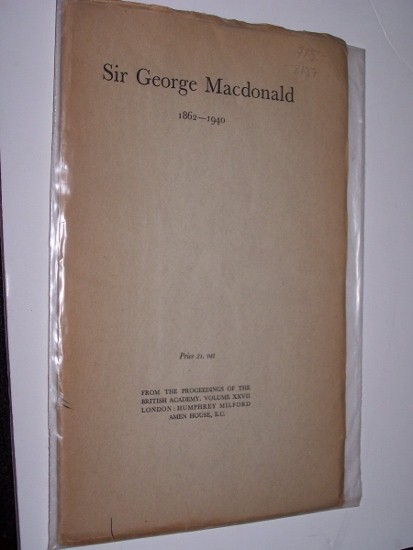 Sir George Macdonald
1862—1940
Price 2s. net
FROM THE PROCEEDINGS OF THE
BRITISH ACADEMY. VOLUME XXVII
LONDON: HUMPHREY MILFORD
AMEN HOUSE, E.C.